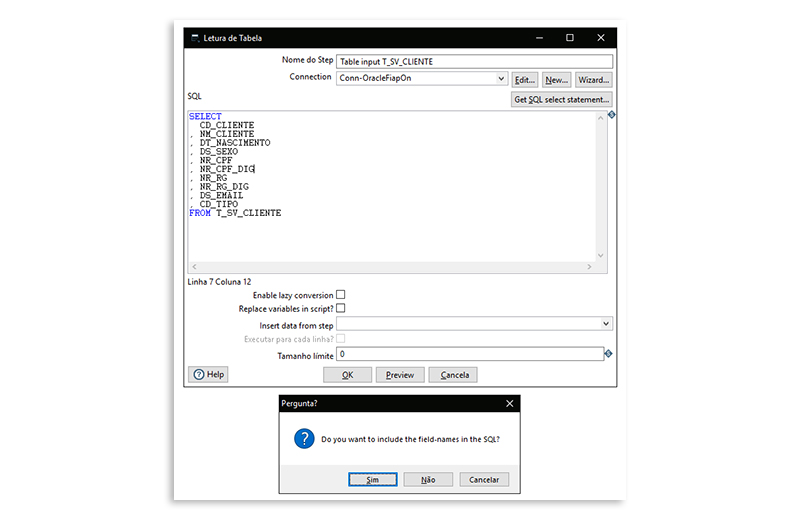 Letura de Tabela
Nome do Step Table input T_SV_CLIENTE
Connection Conn-OracleFiapOn Edit... New... Wizard...
SQL Get SQL select statement...
SELECT
CD_CLIENTE
, NM_CLIENTE
, DT_NASCIMENTO
, DS_SEXO
, NR_CPF
, NR_CPF_DIG
, NR_RG
, NR_RG_DIG
, DS_EMAIL
, CD_TIPO
FROM T_SV_CLIENTE
Linha 7 Coluna 12
Enable lazy conversion
Replace variables in script?
Insert data from step
Executar para cada linha?
Tamanho límite 0
Help OK Preview Cancela
Pergunta?
Do you want to include the field-names in the SQL?
Sim Não Cancelar